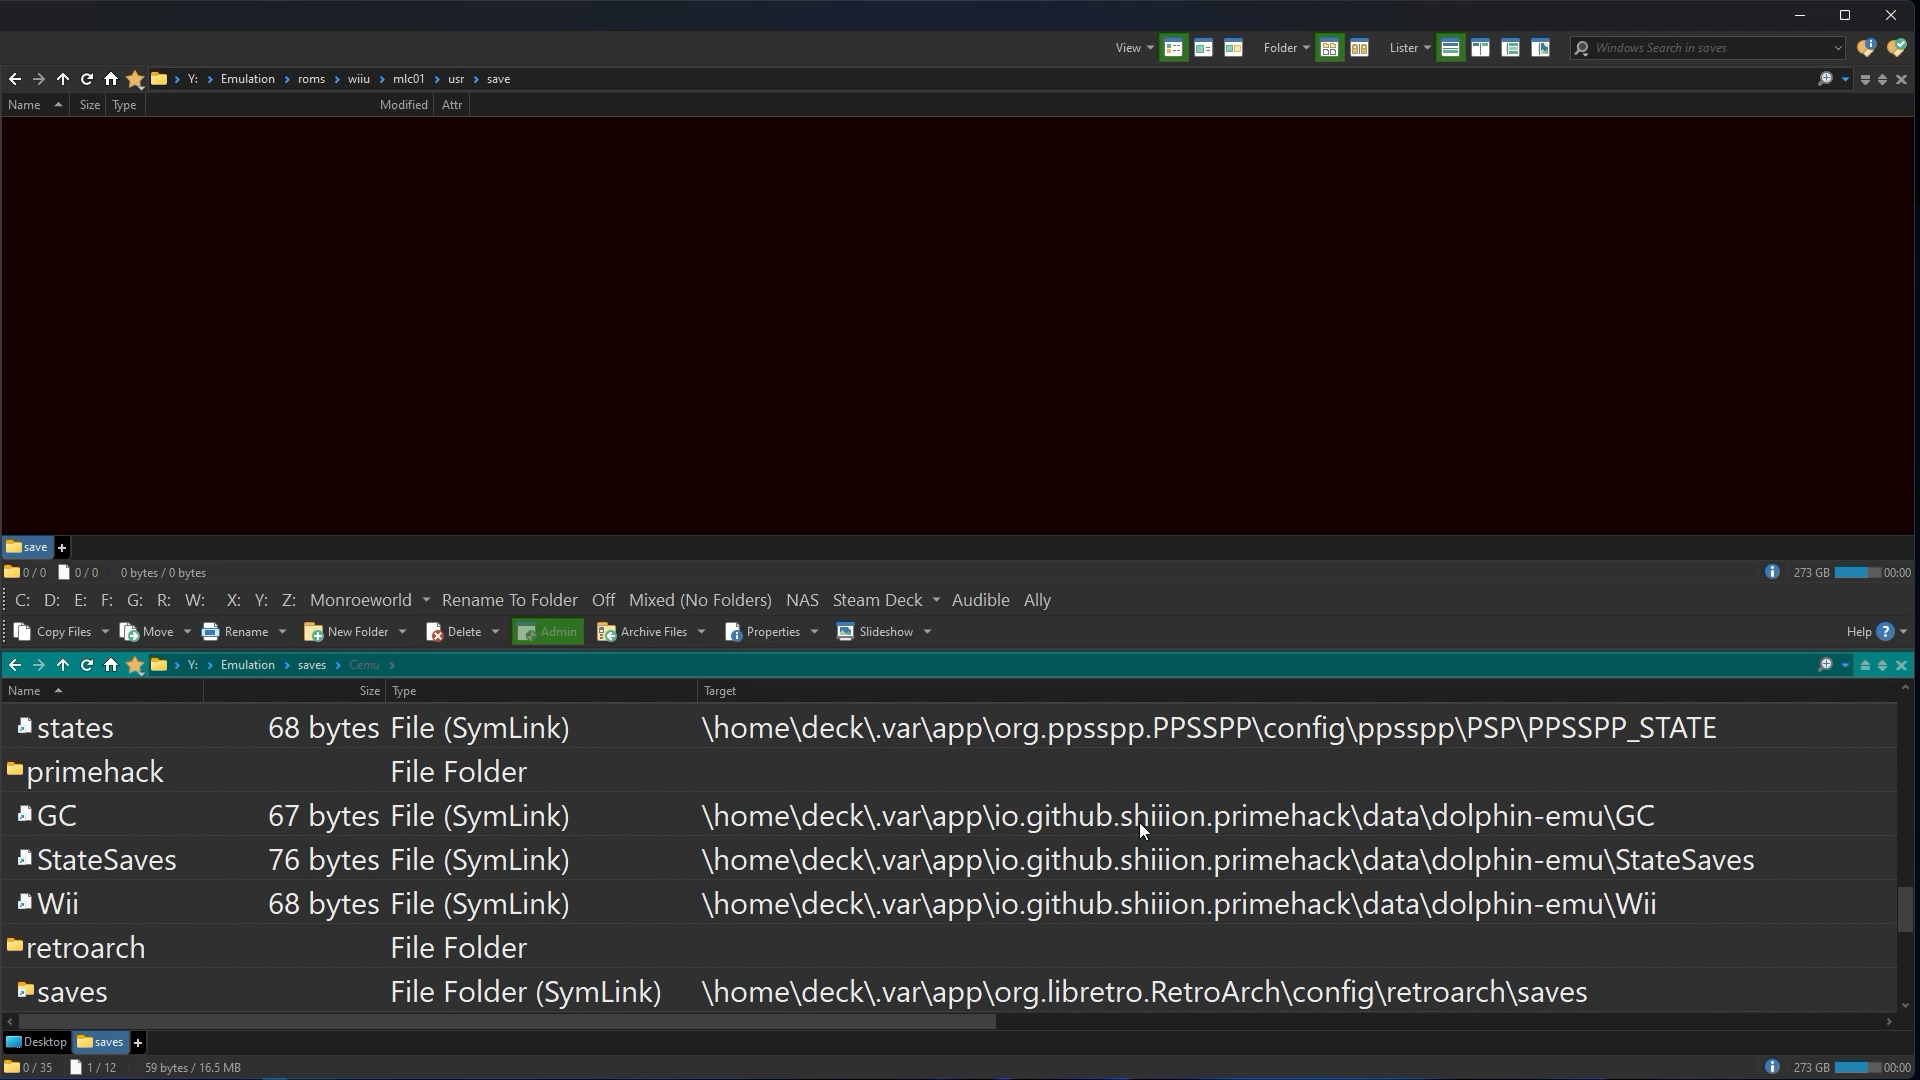 View Folder Lister Windows Search in saves
Y: Emulation roms wiiu mlc01 usr save
Name Size Type Modified Attr
save +
0 / 0 0 / 0 0 bytes / 0 bytes 273 GB 00:00
C: D: E: F: G: R: W: X: Y: Z: Monroeworld Rename To Folder Off Mixed (No Folders) NAS Steam Deck Audible Ally
Copy Files Move Rename New Folder Delete Admin Archive Files Properties Slideshow Help ?
Y: Emulation saves Cemu
Name Size Type Target
states 68 bytes File (SymLink) \home\deck\.var\app\org.ppsspp.PPSSPP\config\ppsspp\PSP\PPSSPP_STATE
primehack File Folder
GC 67 bytes File (SymLink) \home\deck\.var\app\io.github.shiiion.primehack\data\dolphin-emu\GC
StateSaves 76 bytes File (SymLink) \home\deck\.var\app\io.github.shiiion.primehack\data\dolphin-emu\StateSaves
Wii 68 bytes File (SymLink) \home\deck\.var\app\io.github.shiiion.primehack\data\dolphin-emu\Wii
retroarch File Folder
saves File Folder (SymLink) \home\deck\.var\app\org.libretro.RetroArch\config\retroarch\saves
Desktop saves +
0 / 35 1 / 12 59 bytes / 16.5 MB 273 GB 00:00